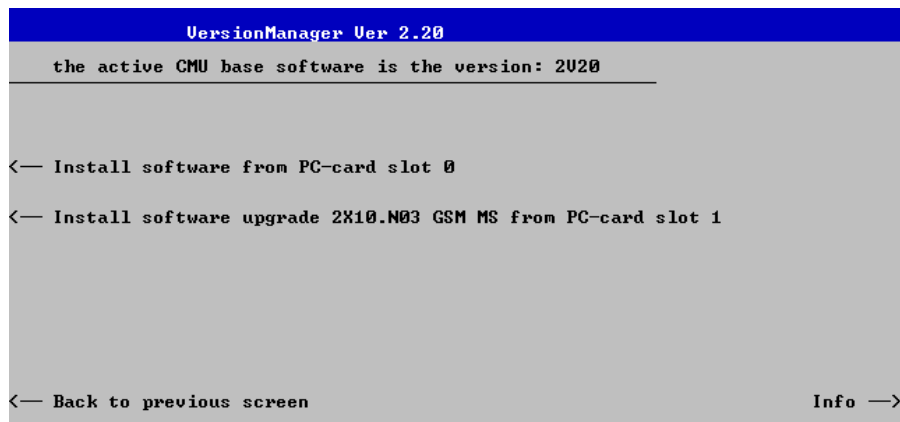 VersionManager Ver 2.20
the active CMU base software is the version: 2V20
<── Install software from PC-card slot 0
<── Install software upgrade 2X10.N03 GSM MS from PC-card slot 1
<── Back to previous screen
Info ──>